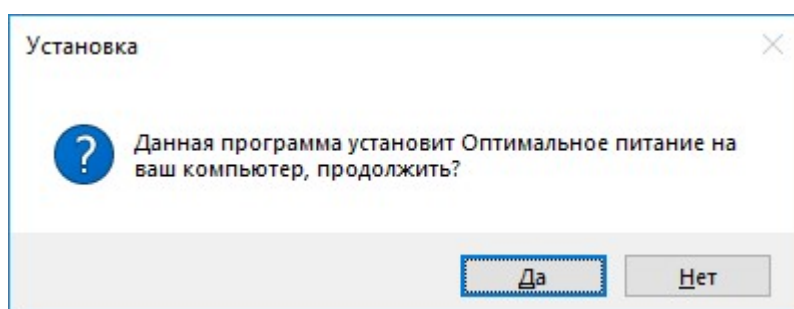 Установка
Данная программа установит Оптимальное питание на
ваш компьютер, продолжить?
Да
Нет